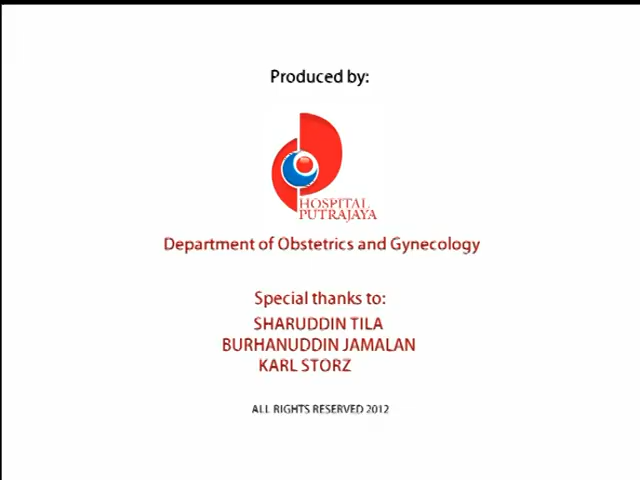 Produced by:
HOSPITAL
PUTRAJAYA
Department of Obstetrics and Gynecology
Special thanks to:
SHARUDDIN TILA
BURHANUDDIN JAMALAN
KARL STORZ
ALL RIGHTS RESERVED 2012